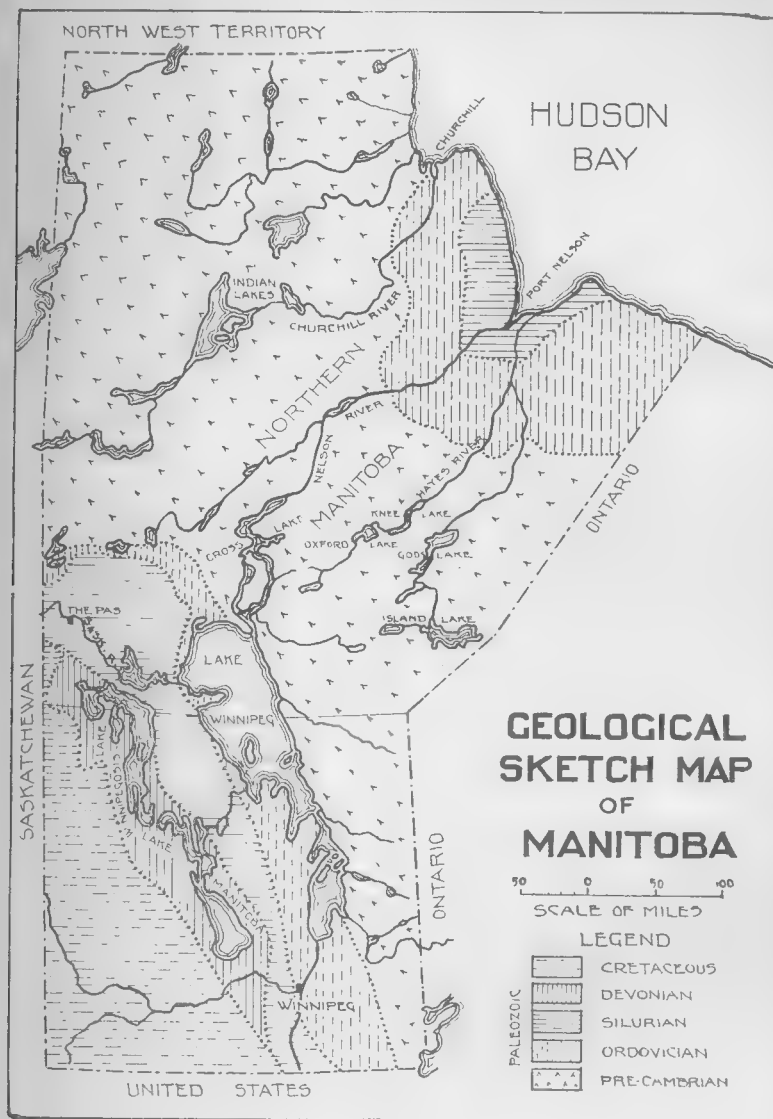 NORTH WEST TERRITORY
HUDSON
BAY
CHURCHILL
PORT NELSON
INDIAN
LAKES
CHURCHILL RIVER
NORTHERN
MANITOBA
NELSON
RIVER
HAYES RIVER
KNEE
LAKE
OXFORD
LAKE
GODS LAKE
CROSS
LAKE
ISLAND LAKE
ONTARIO
THE PAS
LAKE
WINNIPEG
SASKATCHEWAN
LAKE
WINNIPEGOSIS
LAKE
MANITOBA
ONTARIO
WINNIPEG
UNITED STATES
GEOLOGICAL
SKETCH MAP
OF
MANITOBA
50 0 50 100
SCALE OF MILES
LEGEND
PALEOZOIC
CRETACEOUS
DEVONIAN
SILURIAN
ORDOVICIAN
PRE-CAMBRIAN